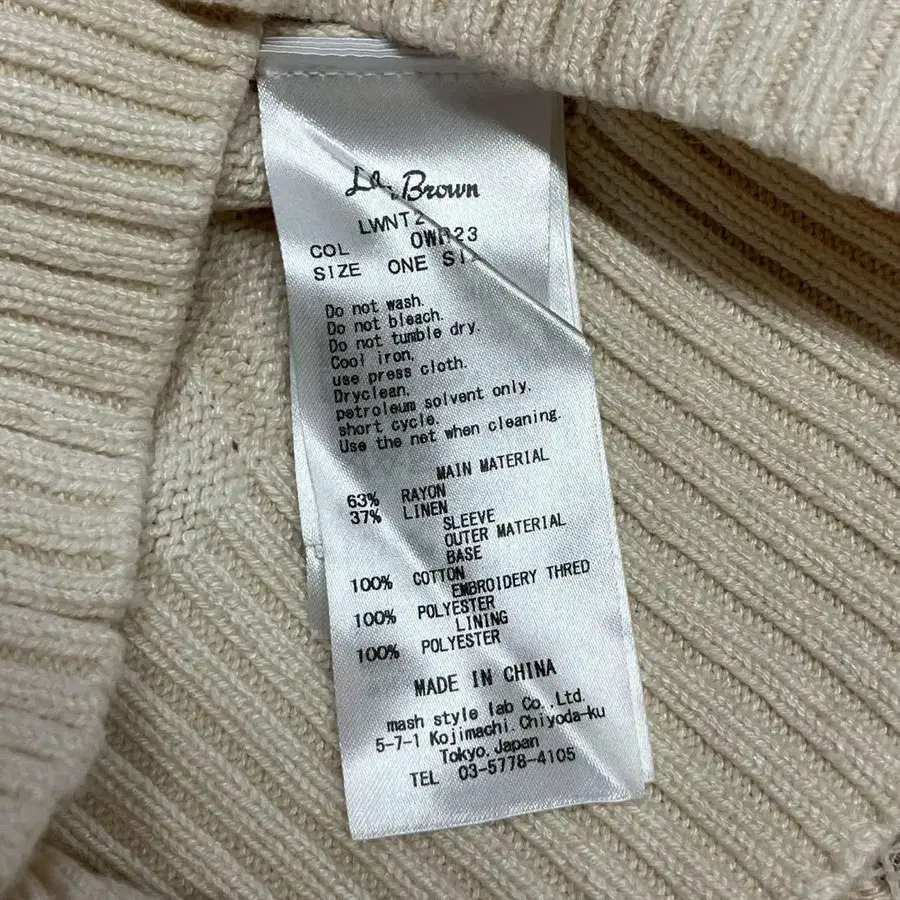 Brown
LWNT2
COL
SIZE ONE
Do not wash.
Do not bleach.
Do not tumble dry.
Cool iron.
use press cloth.
Dryclean.
petroleum solvent only.
short cycle.
Use the net when cleaning.
MAIN MATERIAL
63% RAYON
37% LINEN
SLEEVE
OUTER MATERIAL
BASE
100% COTTON
EMBROIDERY THRED
100% POLYESTER
LINING
100% POLYESTER
MADE IN CHINA
mash style lab Co.,Ltd.
5-7-1 Kojimachi.Chiyoda-ku
Tokyo.Japan
TEL 03-5778-4105